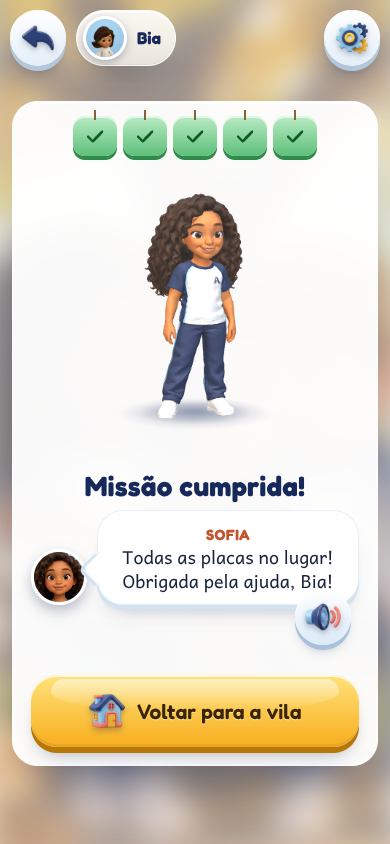 Bia
Missão cumprida!
SOFIA
Todas as placas no lugar!
Obrigada pela ajuda, Bia!
Voltar para a vila